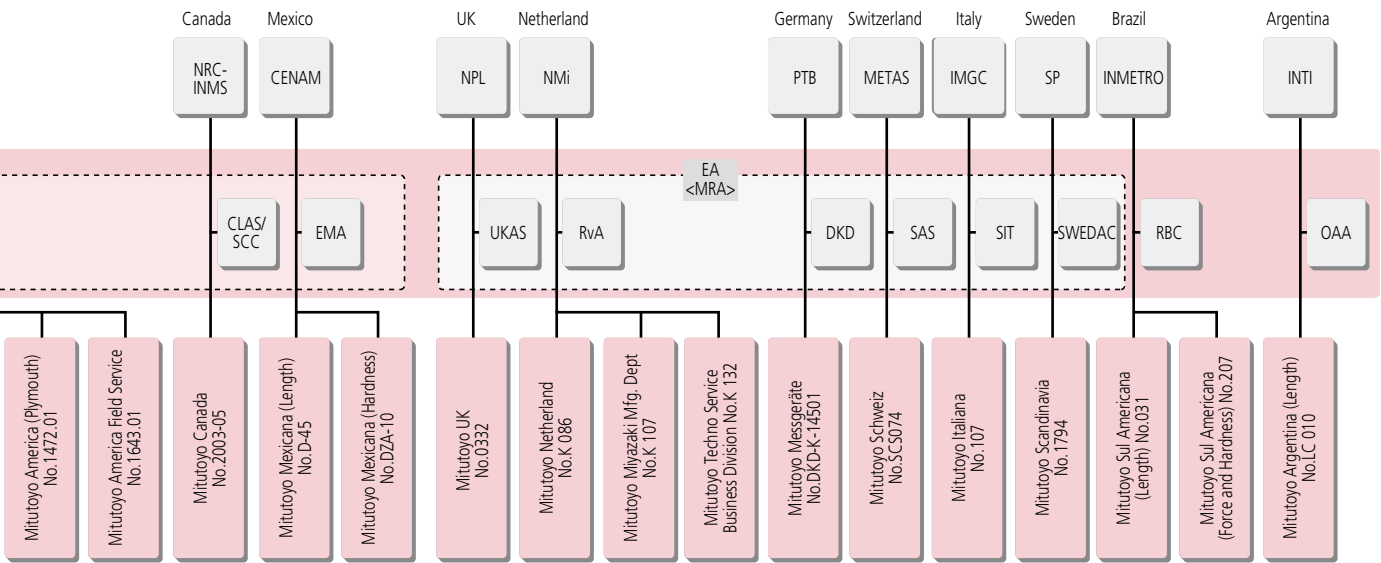 Canada
Mexico
UK
Netherland
Germany
Switzerland
Italy
Sweden
Brazil
Argentina
NRC-
INMS
CENAM
NPL
NMi
PTB
METAS
IMGC
SP
INMETRO
INTI
EA
<MRA>
CLAS/
SCC
EMA
UKAS
RvA
DKD
SAS
SIT
SWEDAC
RBC
OAA
Mitutoyo America (Plymouth)
No.1472.01
Mitutoyo America Field Service
No.1643.01
Mitutoyo Canada
No.2003-05
Mitutoyo Mexicana (Length)
No.D-45
Mitutoyo Mexicana (Hardness)
No.DZA-10
Mitutoyo UK
No.0332
Mitutoyo Netherland
No.K 086
Mitutoyo Miyazaki Mfg. Dept
No.K 107
Mitutoyo Techno Service
Business Division No.K 132
Mitutoyo Messgeräte
No.DKD-K-14501
Mitutoyo Schweiz
No.SCS074
Mitutoyo Italiana
No.107
Mitutoyo Scandinavia
No.1794
Mitutoyo Sul Americana
(Length) No.031
Mitutoyo Sul Americana
(Force and Hardness) No.207
Mitutoyo Argentina (Length)
No.LC 010